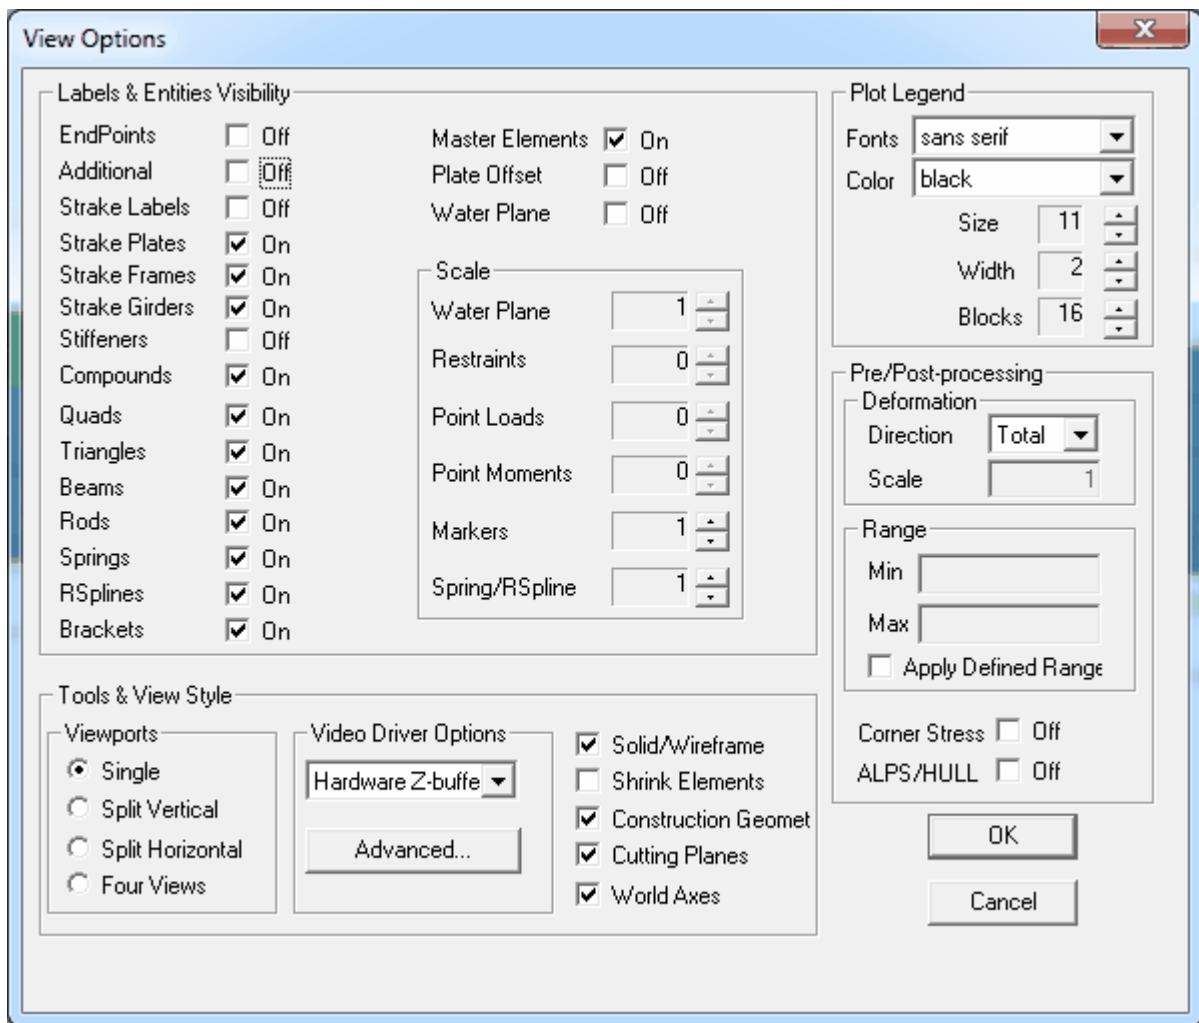 View Options
Labels & Entities Visibility
EndPoints Off
Additional Off
Strake Labels Off
Strake Plates On
Strake Frames On
Strake Girders On
Stiffeners Off
Compounds On
Quads On
Triangles On
Beams On
Rods On
Springs On
RSplines On
Brackets On
Master Elements On
Plate Offset Off
Water Plane Off
Scale
Water Plane 1
Restraints 0
Point Loads 0
Point Moments 0
Markers 1
Spring/RSpline 1
Plot Legend
Fonts sans serif
Color black
Size 11
Width 2
Blocks 16
Pre/Post-processing
Deformation
Direction Total
Scale 1
Range
Min
Max
Apply Defined Range
Corner Stress Off
ALPS/HULL Off
Tools & View Style
Viewports
Single
Split Vertical
Split Horizontal
Four Views
Video Driver Options
Hardware Z-buffe
Advanced...
Solid/Wireframe
Shrink Elements
Construction Geomet
Cutting Planes
World Axes
OK
Cancel